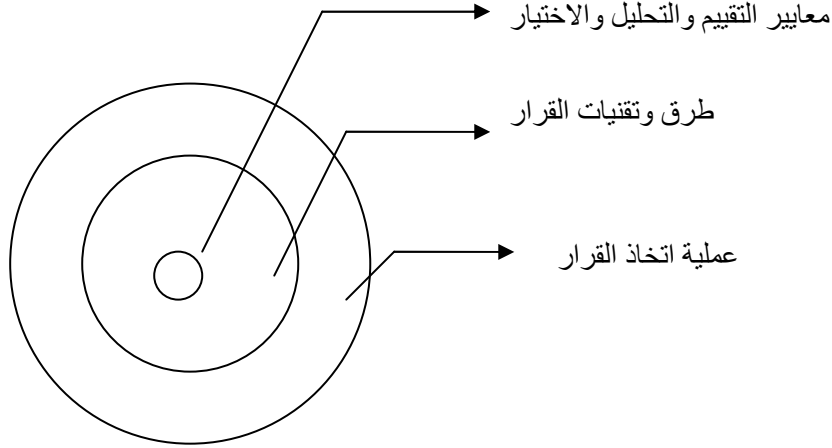 معايير التقييم والتحليل والاختيار
طرق وتقنيات القرار
عملية اتخاذ القرار